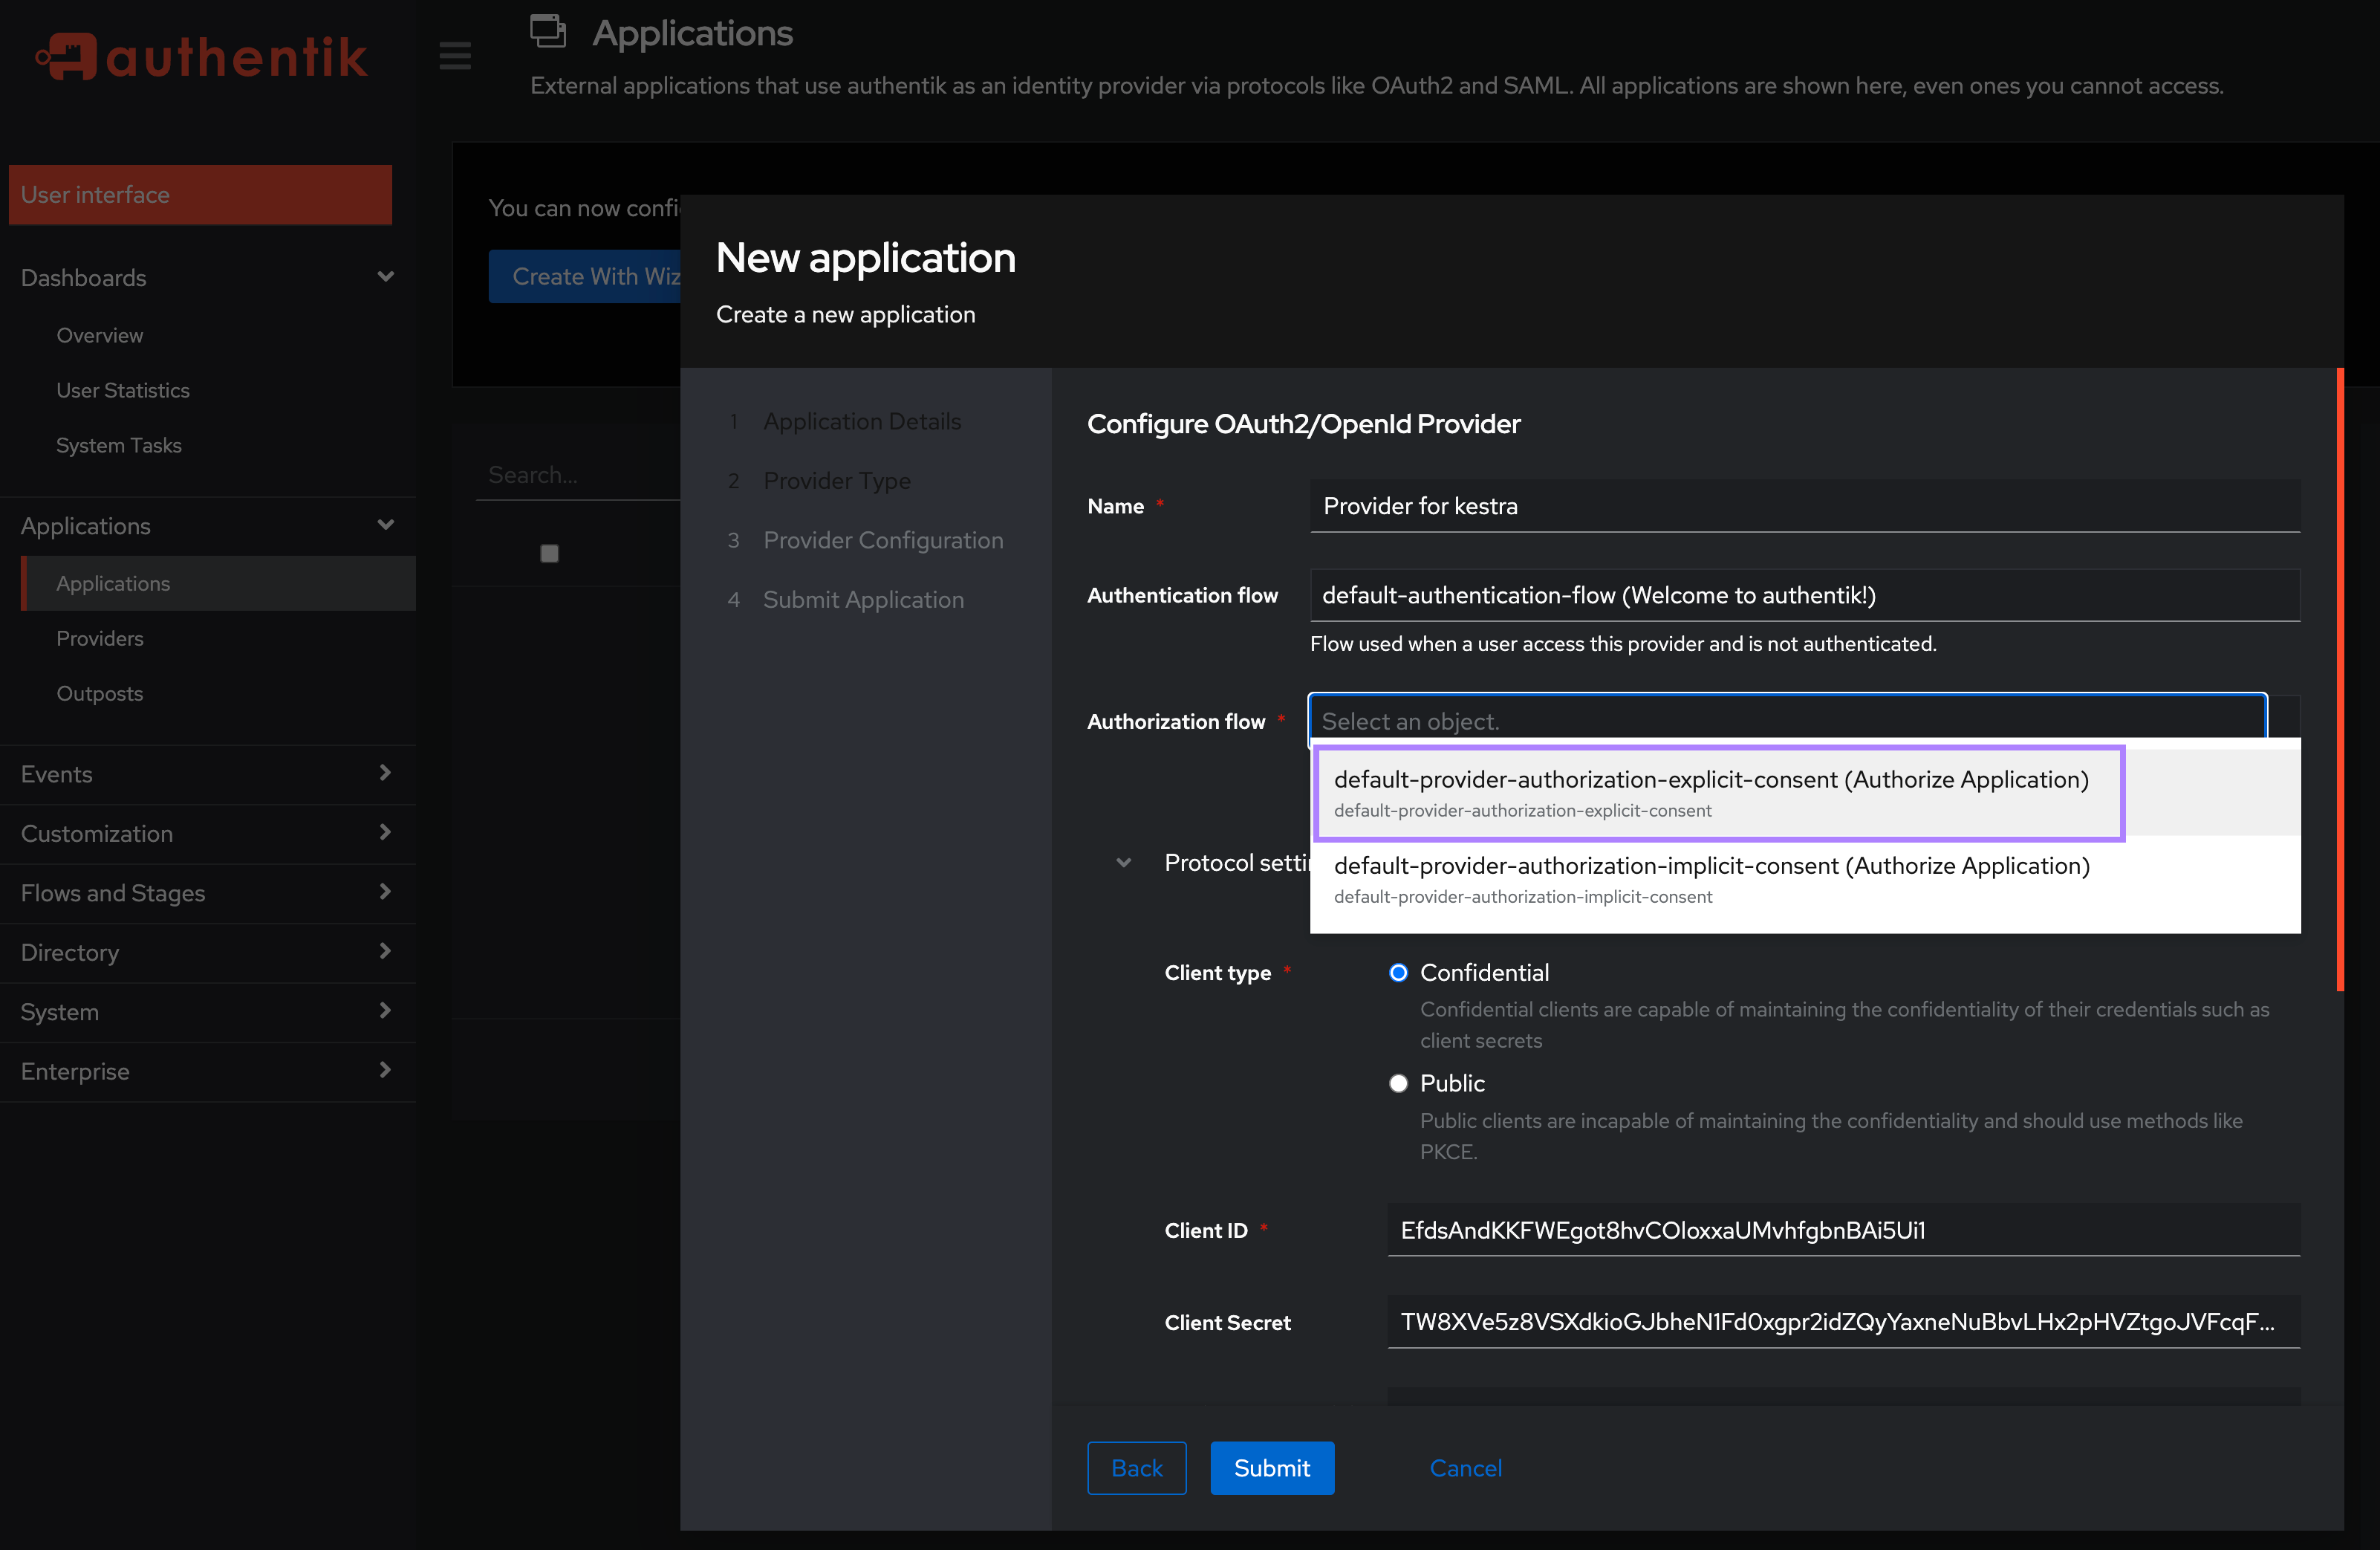 authentik
Applications
External applications that use authentik as an identity provider via protocols like OAuth2 and SAML. All applications are shown here, even ones you cannot access.
User interface
Dashboards
Overview
User Statistics
System Tasks
Applications
Applications
Providers
Outposts
Events
Customization
Flows and Stages
Directory
System
Enterprise
You can now confi
Create With Wiz
Search...
New application
Create a new application
1 Application Details
2 Provider Type
3 Provider Configuration
4 Submit Application
Configure OAuth2/OpenId Provider
Name * Provider for kestra
Authentication flow default-authentication-flow (Welcome to authentik!)
Flow used when a user access this provider and is not authenticated.
Authorization flow * Select an object.
default-provider-authorization-explicit-consent (Authorize Application)
default-provider-authorization-explicit-consent
default-provider-authorization-implicit-consent (Authorize Application)
default-provider-authorization-implicit-consent
Protocol setti
Client type * Confidential
Confidential clients are capable of maintaining the confidentiality of their credentials such as
client secrets
Public
Public clients are incapable of maintaining the confidentiality and should use methods like
PKCE.
Client ID * EfdsAndKKFWEgot8hvCOloxxaUMvhfgbnBAi5Ui1
Client Secret TW8XVe5z8VSXdkioGJbheN1Fd0xgpr2idZQyYaxneNuBbvLHx2pHVZtgoJVFcqF...
Back
Submit
Cancel